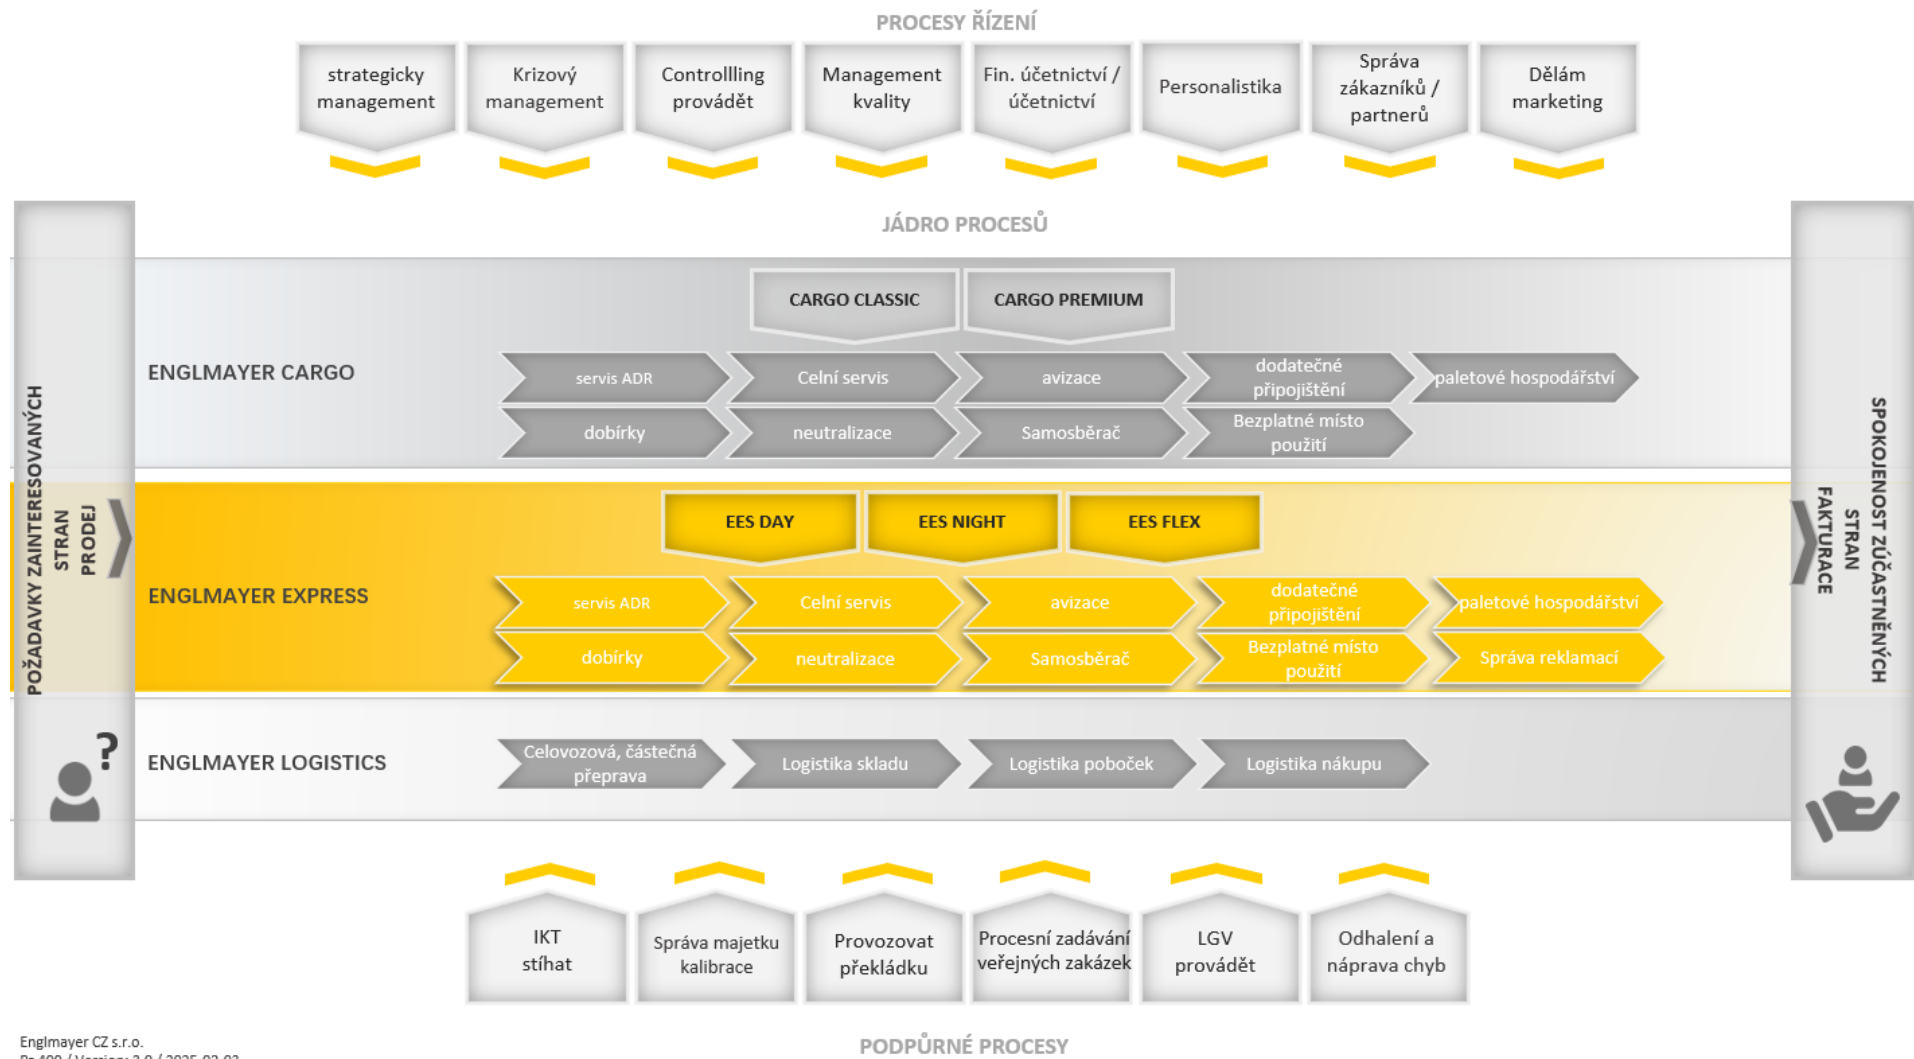 PROCESY ŘÍZENÍ
strategicky
management
Krizový
management
Controllling
provádět
Management
kvality
Fin. účetnictví /
účetnictví
Personalistika
Správa
zákazníků /
partnerů
Dělám
marketing
JÁDRO PROCESŮ
POŽADAVKY ZAINTERESOVANÝCH
STRAN
PRODEJ
?
CARGO CLASSIC
CARGO PREMIUM
ENGLMAYER CARGO
servis ADR
Celní servis
avizace
dodatečné
připojištění
paletové hospodářství
dobírky
neutralizace
Samosběrač
Bezplatné místo
použití
EES DAY
EES NIGHT
EES FLEX
ENGLMAYER EXPRESS
servis ADR
Celní servis
avizace
dodatečné
připojištění
paletové hospodářství
dobírky
neutralizace
Samosběrač
Bezplatné místo
použití
Správa reklamací
ENGLMAYER LOGISTICS
Celovozová, částečná
přeprava
Logistika skladu
Logistika poboček
Logistika nákupu
SPOKOJENOST ZÚČASTNĚNÝCH
STRAN
FAKTURACE
IKT
stíhat
Správa majetku
kalibrace
Provozovat
překládku
Procesní zadávání
veřejných zakázek
LGV
provádět
Odhalení a
náprava chyb
PODPŮRNÉ PROCESY
Englmayer CZ s.r.o.